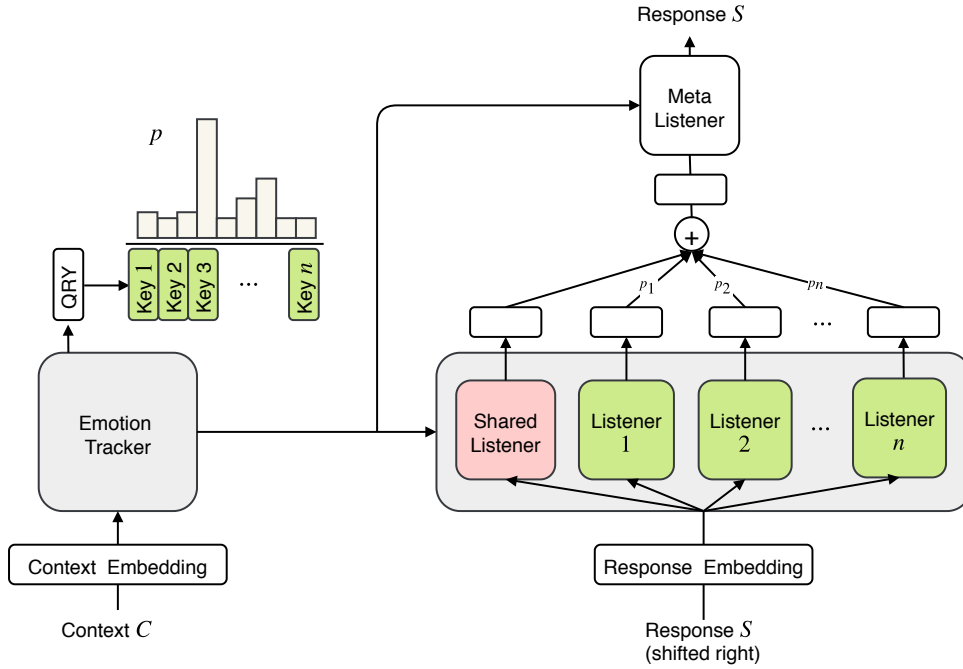 Response S
Meta
Listener
p
+
QRY
Key 1
Key 2
Key 3
...
Key n
p1
p2
pn
...
Emotion
Tracker
Shared
Listener
Listener
1
Listener
2
...
Listener
n
Context Embedding
Response Embedding
Context C
Response S
(shifted right)